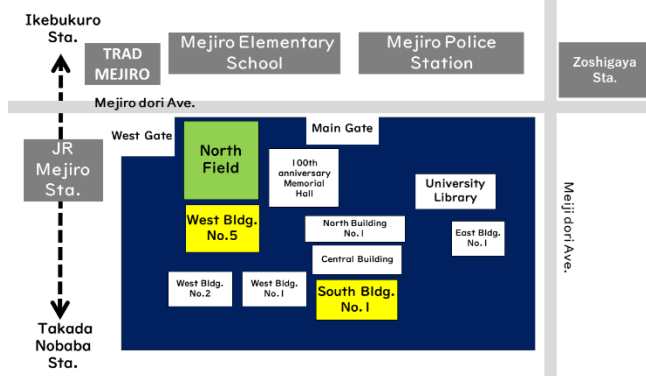 Ikebukuro
Sta.
TRAD
MEJIRO
Mejiro Elementary
School
Mejiro Police
Station
Zoshigaya
Sta.
Mejiro dori Ave.
JR
Mejiro
Sta.
West Gate
Main Gate
North
Field
100th
anniversary
Memorial
Hall
University
Library
West Bldg.
No.5
North Building
No.1
East Bldg.
No.1
Central Building
West Bldg.
No.2
West Bldg.
No.1
South Bldg.
No.1
Meiji dori Ave.
Takada
Nobaba
Sta.